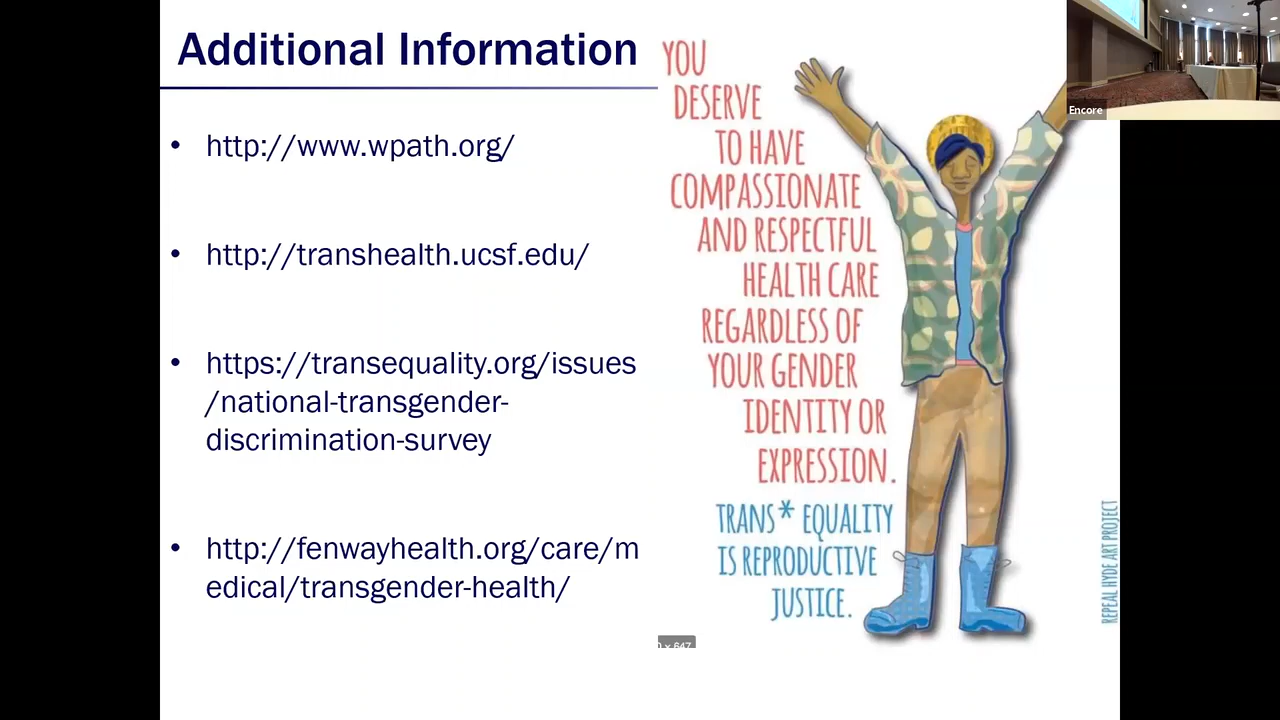 Additional Information
• http://www.wpath.org/
• http://transhealth.ucsf.edu/
• https://transequality.org/issues
/national-transgender-
discrimination-survey
• http://fenwayhealth.org/care/m
edical/transgender-health/
YOU
DESERVE
TO HAVE
COMPASSIONATE
AND RESPECTFUL
HEALTH CARE
REGARDLESS OF
YOUR GENDER
IDENTITY OR
EXPRESSION.
TRANS* EQUALITY
IS REPRODUCTIVE
JUSTICE.
REPEAL HYDE ART PROJECT
Encore